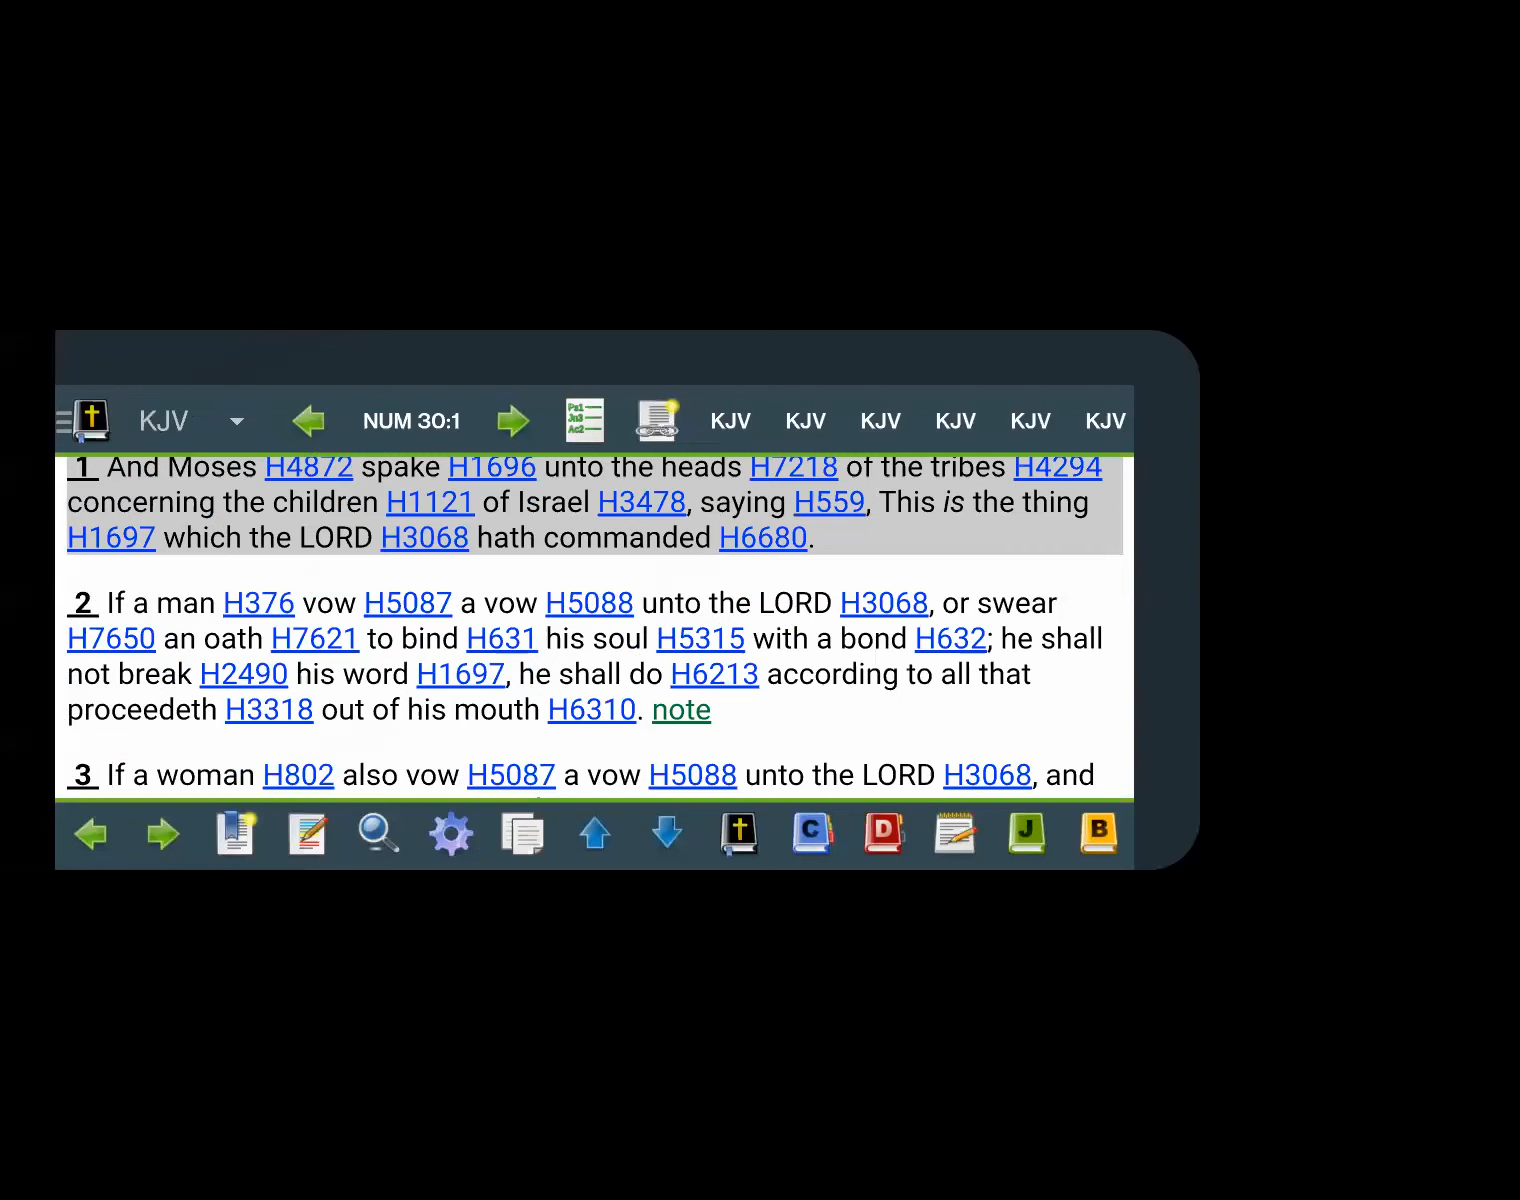 KJV NUM 30:1 Ps1 Jn3 Ac2 KJV KJV KJV KJV KJV KJV
1 And Moses H4872 spake H1696 unto the heads H7218 of the tribes H4294
concerning the children H1121 of Israel H3478, saying H559, This is the thing
H1697 which the LORD H3068 hath commanded H6680.
2 If a man H376 vow H5087 a vow H5088 unto the LORD H3068, or swear
H7650 an oath H7621 to bind H631 his soul H5315 with a bond H632; he shall
not break H2490 his word H1697, he shall do H6213 according to all that
proceedeth H3318 out of his mouth H6310. note
3 If a woman H802 also vow H5087 a vow H5088 unto the LORD H3068, and
C D J B